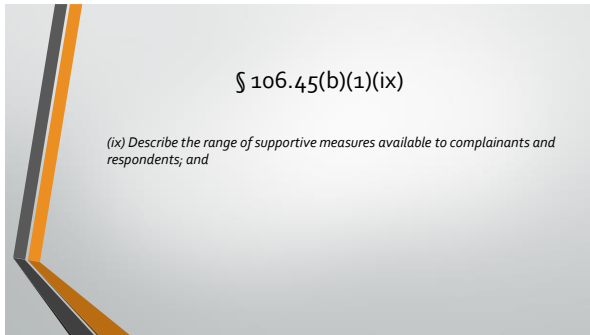 § 106.45(b)(1)(ix)
(ix) Describe the range of supportive measures available to complainants and
respondents; and